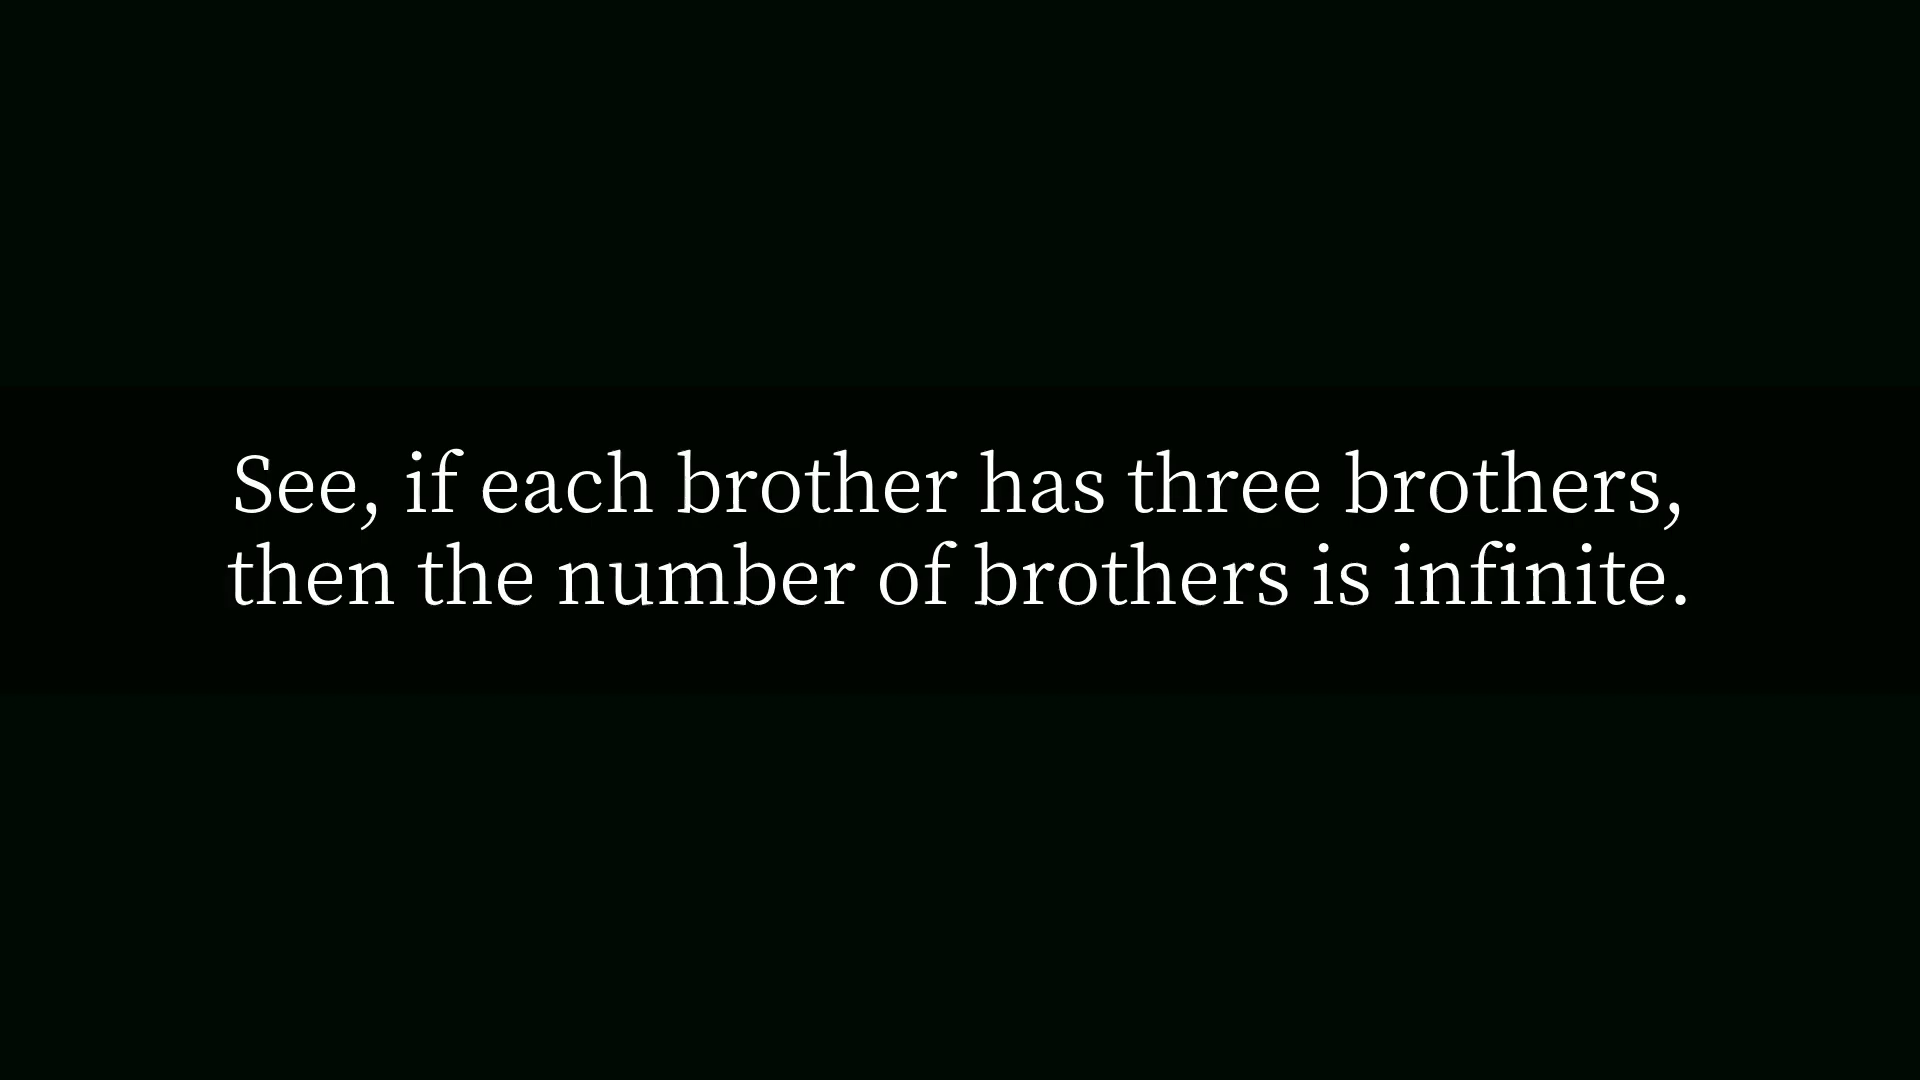 See, if each brother has three brothers,
then the number of brothers is infinite.